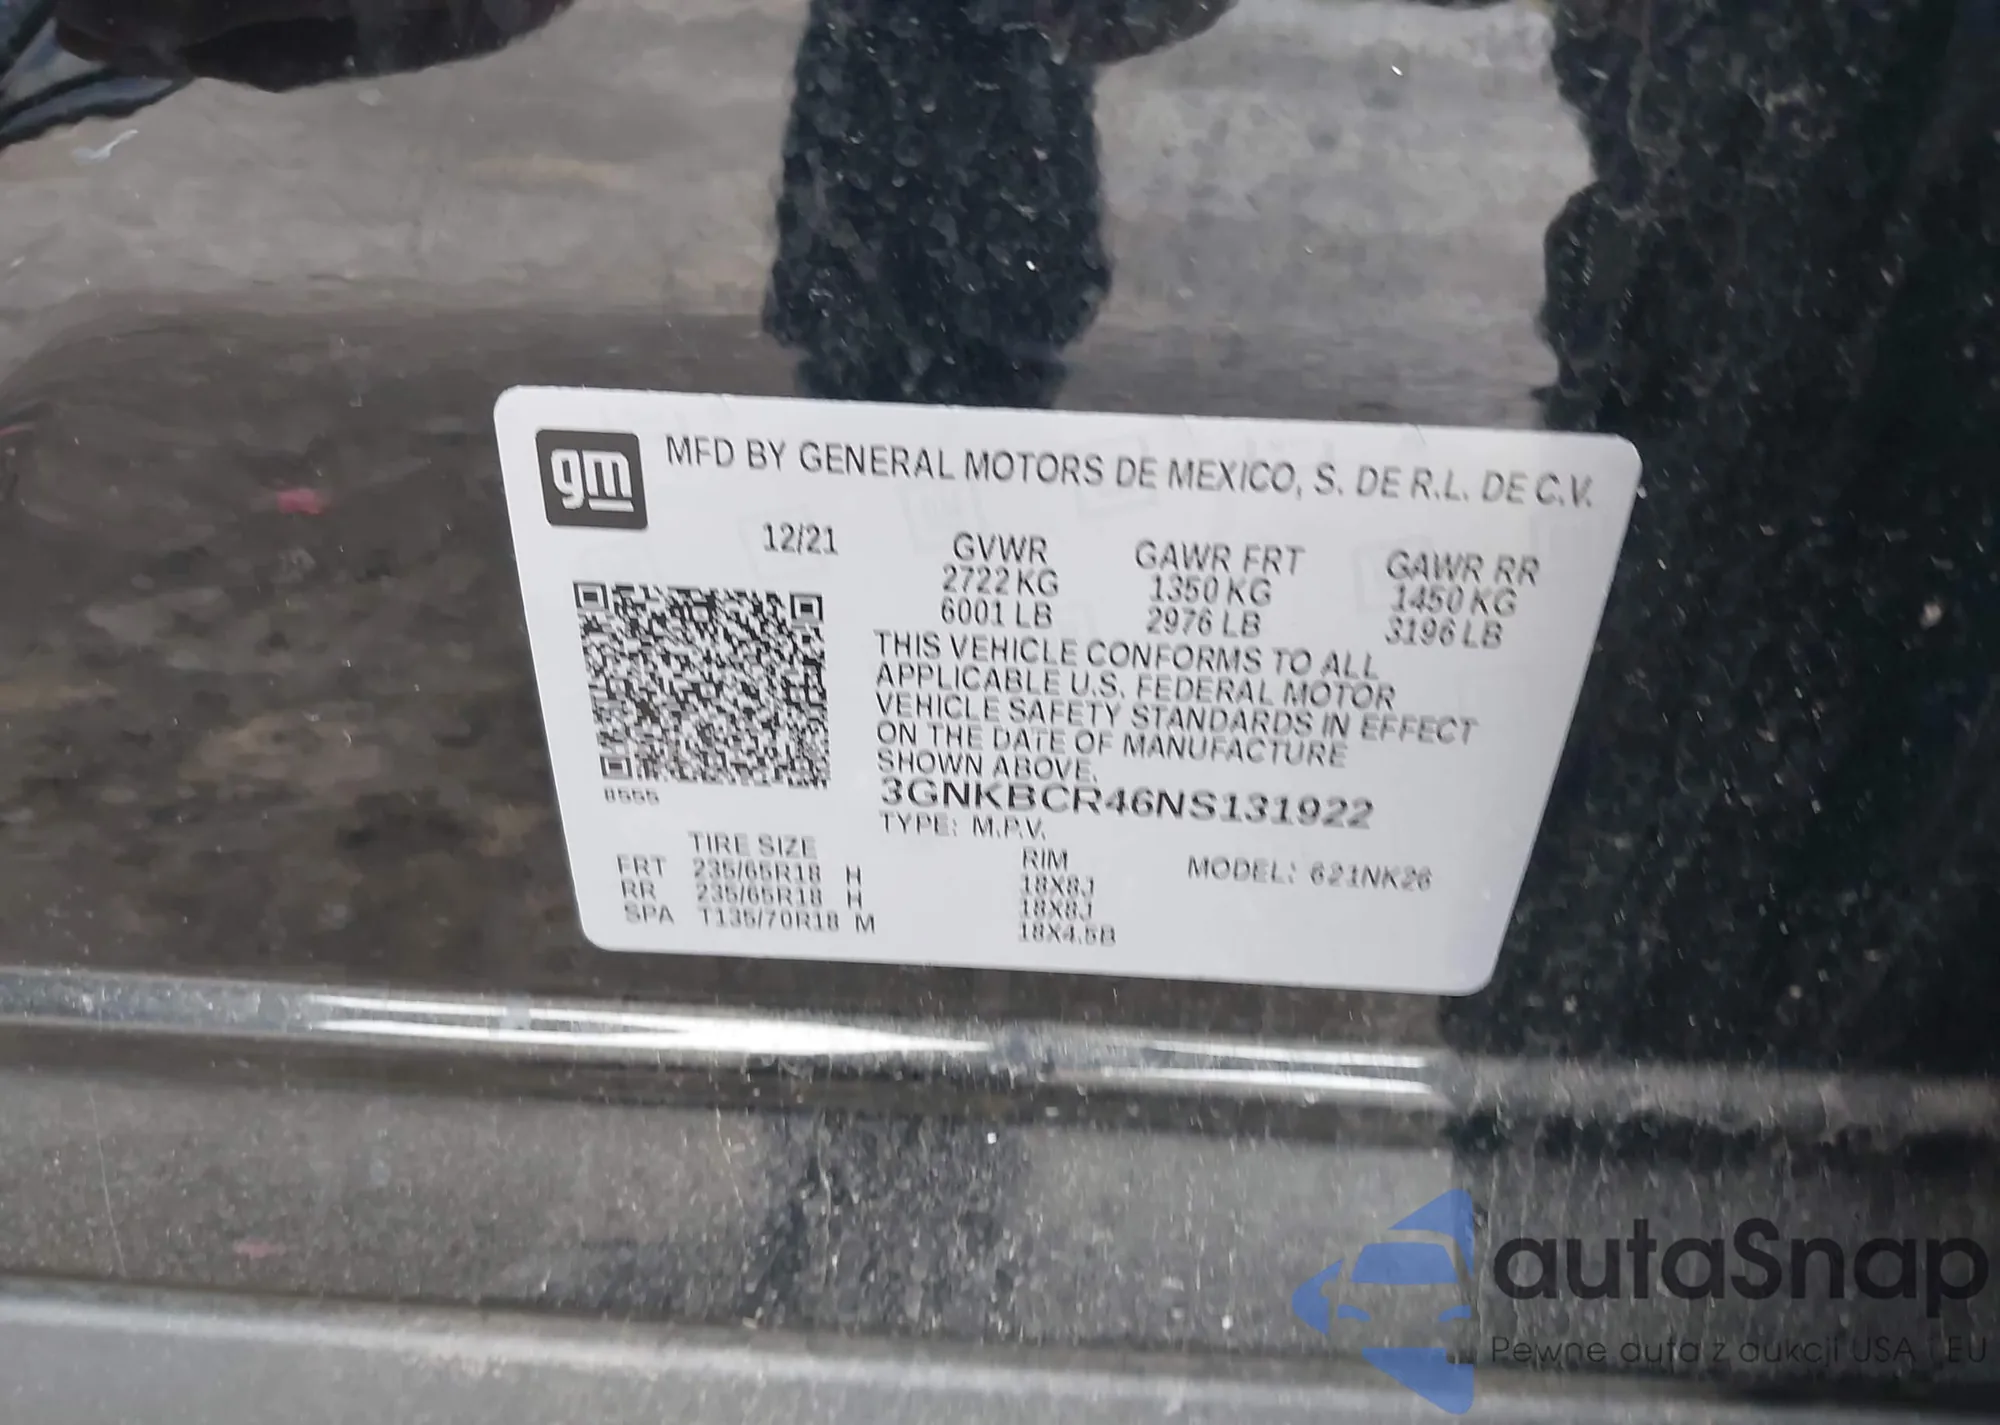 gm MFD BY GENERAL MOTORS DE MEXICO, S. DE R.L. DE C.V.
12/21 GVWR GAWR FRT GAWR RR
2722 KG 1350 KG 1450 KG
6001 LB 2976 LB 3196 LB
THIS VEHICLE CONFORMS TO ALL
APPLICABLE U.S. FEDERAL MOTOR
VEHICLE SAFETY STANDARDS IN EFFECT
ON THE DATE OF MANUFACTURE
SHOWN ABOVE.
8555
3GNKBCR46NS131922
TYPE: M.P.V.
TIRE SIZE RIM MODEL: 621NK26
FRT 235/65R18 H 18X8J
RR 235/65R18 H 18X8J
SPA T135/70R18 M 18X4.5B
autaSnap
Pewne auta z aukcji USA i EU